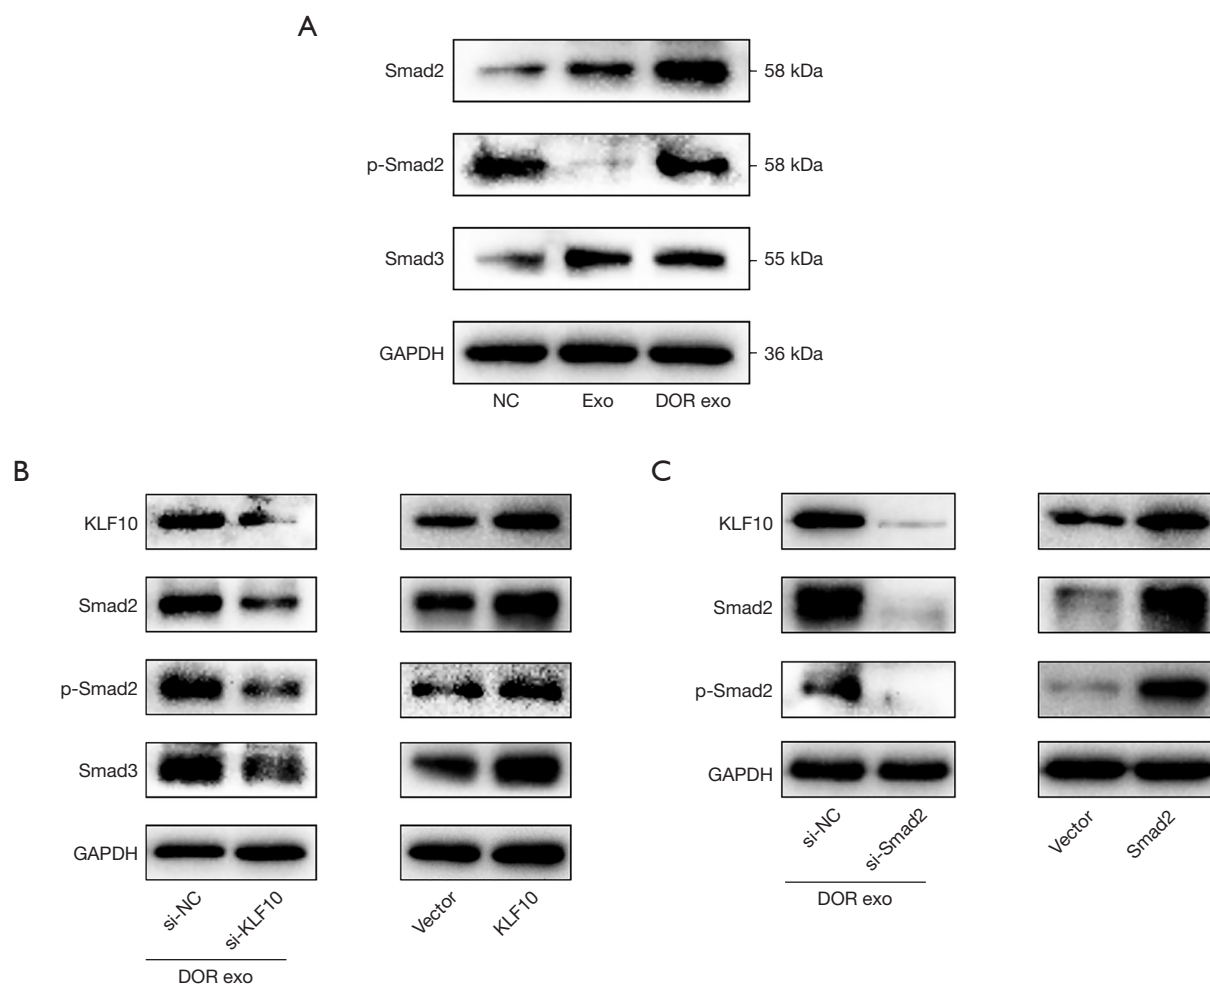 A
Smad2
58 kDa
p-Smad2
58 kDa
Smad3
55 kDa
GAPDH
36 kDa
NC Exo DOR exo
B
KLF10
Smad2
p-Smad2
Smad3
GAPDH
si-NC si-KLF10
DOR exo
Vector KLF10
C
KLF10
Smad2
p-Smad2
GAPDH
si-NC si-Smad2
DOR exo
Vector Smad2